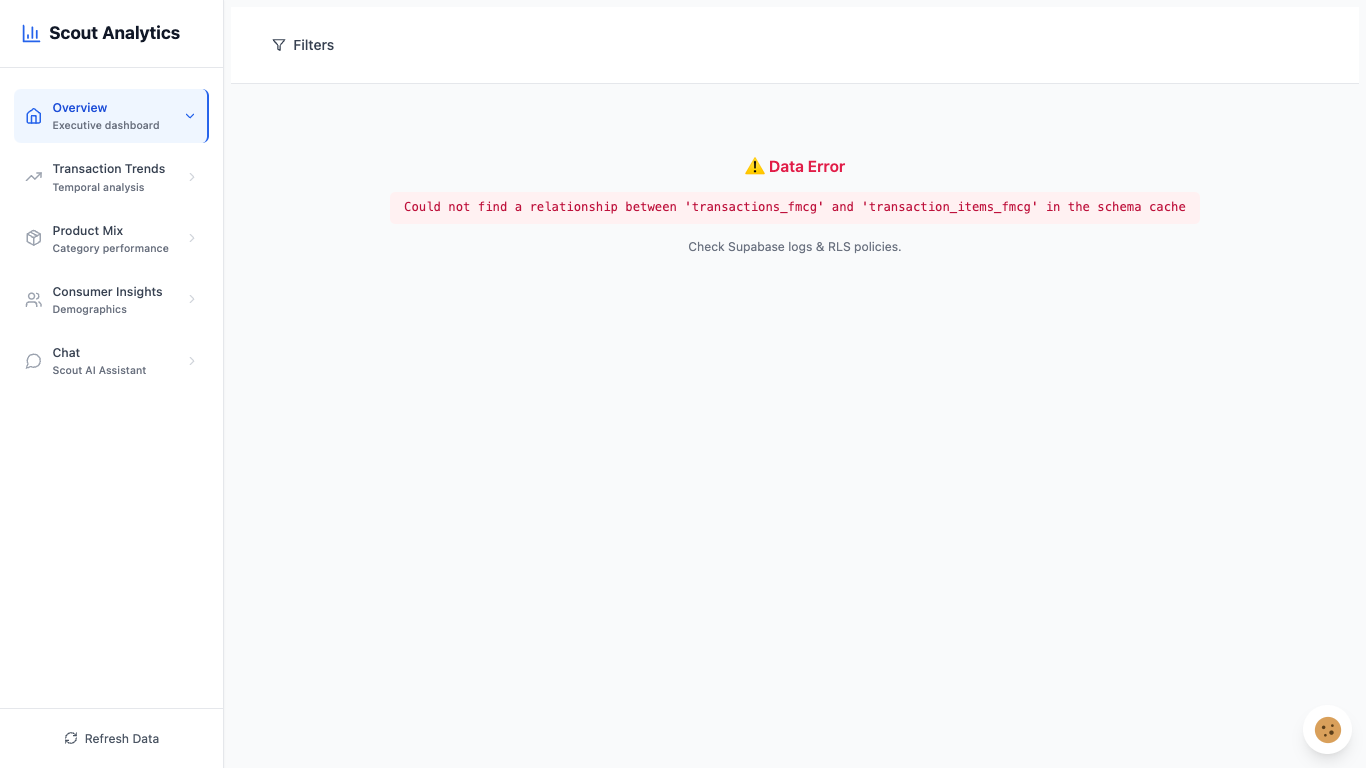 Scout Analytics
Filters
Overview
Executive dashboard
Transaction Trends
Temporal analysis
Product Mix
Category performance
Consumer Insights
Demographics
Chat
Scout AI Assistant
⚠️ Data Error
Could not find a relationship between 'transactions_fmcg' and 'transaction_items_fmcg' in the schema cache
Check Supabase logs & RLS policies.
Refresh Data